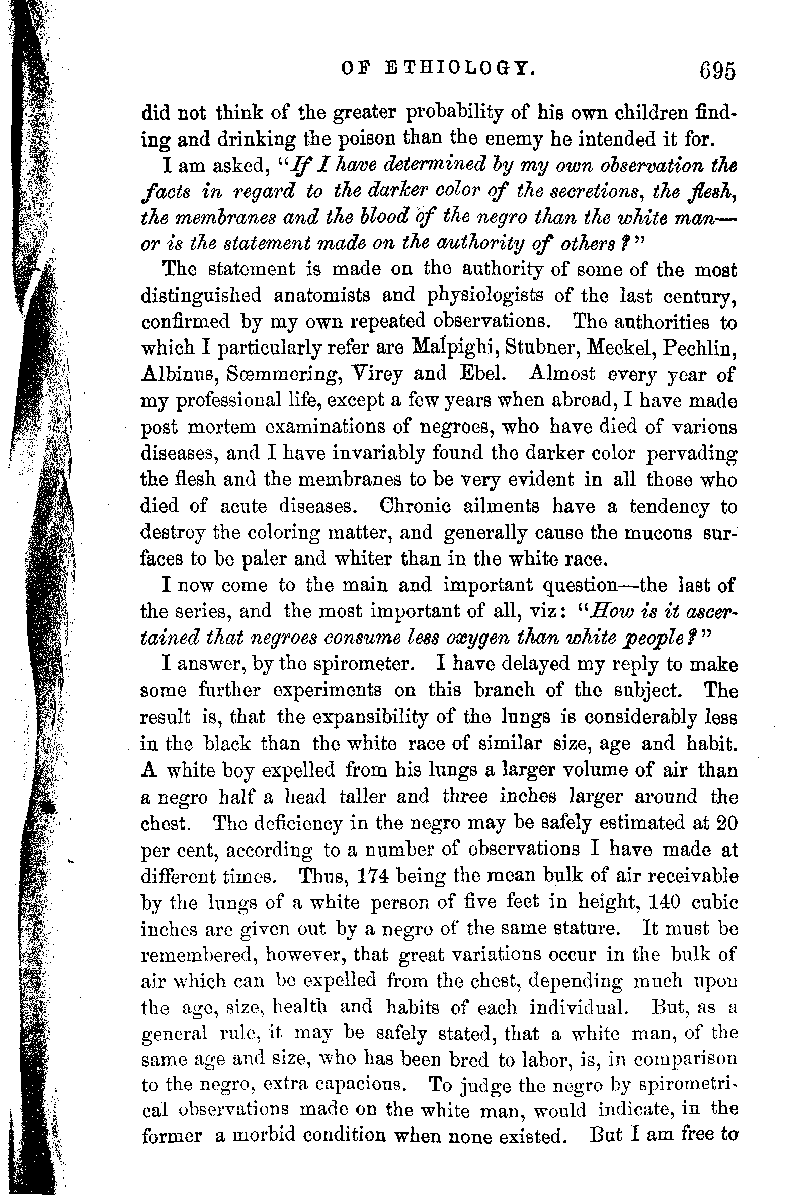 OF ETHIOLOGY. 695
did not think of the greater probability of his own children find-
ing and drinking the poison than the enemy he intended it for.
I am asked, "If I have determined by my own observation the
facts in regard to the darker color of the secretions, the flesh,
the membranes and the blood of the negro than the white man—
or is the statement made on the authority of others?"
The statement is made on the authority of some of the most
distinguished anatomists and physiologists of the last century,
confirmed by my own repeated observations. The authorities to
which I particularly refer are Malpighi, Stubner, Meckel, Pechlin,
Albinus, Sœmmering, Virey and Ebel. Almost every year of
my professional life, except a few years when abroad, I have made
post mortem examinations of negroes, who have died of various
diseases, and I have invariably found the darker color pervading
the flesh and the membranes to be very evident in all those who
died of acute diseases. Chronic ailments have a tendency to
destroy the coloring matter, and generally cause the mucous sur-
faces to be paler and whiter than in the white race.
I now come to the main and important question—the last of
the series, and the most important of all, viz: "How is it ascer-
tained that negroes consume less oxygen than white people?"
I answer, by the spirometer. I have delayed my reply to make
some further experiments on this branch of the subject. The
result is, that the expansibility of the lungs is considerably less
in the black than the white race of similar size, age and habit.
A white boy expelled from his lungs a larger volume of air than
a negro half a head taller and three inches larger around the
chest. The deficiency in the negro may be safely estimated at 20
per cent, according to a number of observations I have made at
different times. Thus, 174 being the mean bulk of air receivable
by the lungs of a white person of five feet in height, 140 cubic
inches are given out by a negro of the same stature. It must be
remembered, however, that great variations occur in the bulk of
air which can be expelled from the chest, depending much upon
the age, size, health and habits of each individual. But, as a
general rule, it may be safely stated, that a white man, of the
same age and size, who has been bred to labor, is, in comparison
to the negro, extra capacious. To judge the negro by spirometri-
cal observations made on the white man, would indicate, in the
former a morbid condition when none existed. But I am free to